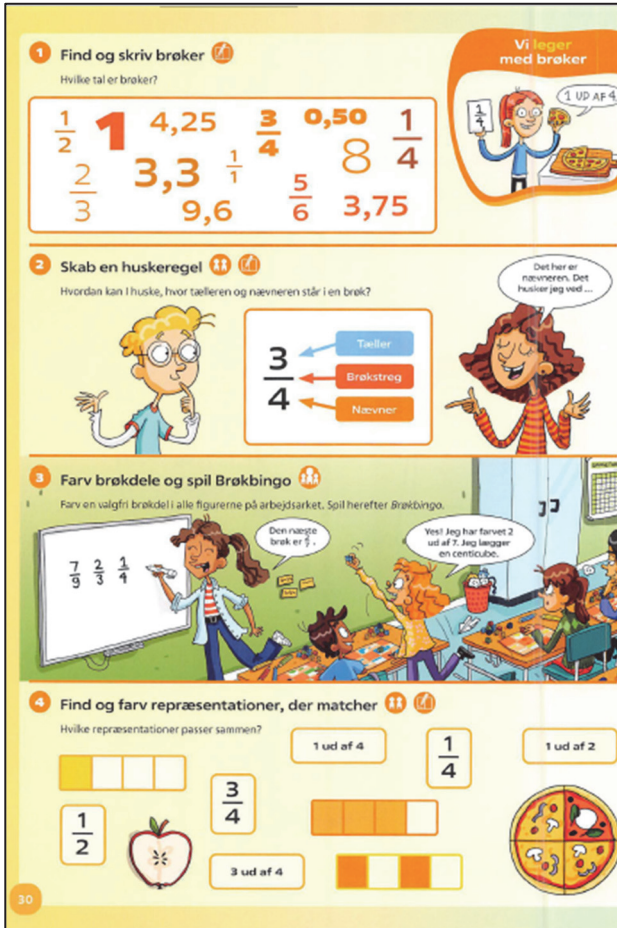 1 Find og skriv brøker
Hvilke tal er brøker?
Vi leger
med brøker
1 UD AF 4
1/4
1/2 1 4,25 3/4 0,50 1/4
2/3 3,3 1/1 8
9,6 5/6 3,75
2 Skab en huskeregel
Hvordan kan I huske, hvor tælleren og nævneren står i en brøk?
Det her er
nævneren. Det
husker jeg ved ...
3/4
Tæller
Brøkstreg
Nævner
3 Farv brøkdele og spil Brøkbingo
Farv en valgfri brøkdel i alle figurerne på arbejdsarket. Spil herefter Brøkbingo.
Den næste
brøk er
Yes! Jeg har farvet 2
ud af 7. Jeg lægger
en centicube.
7/9 2/3 1/4
4 Find og farv repræsentationer, der matcher
Hvilke repræsentationer passer sammen?
1 ud af 4
1/4
1 ud af 2
3/4
1/2
3 ud af 4
30